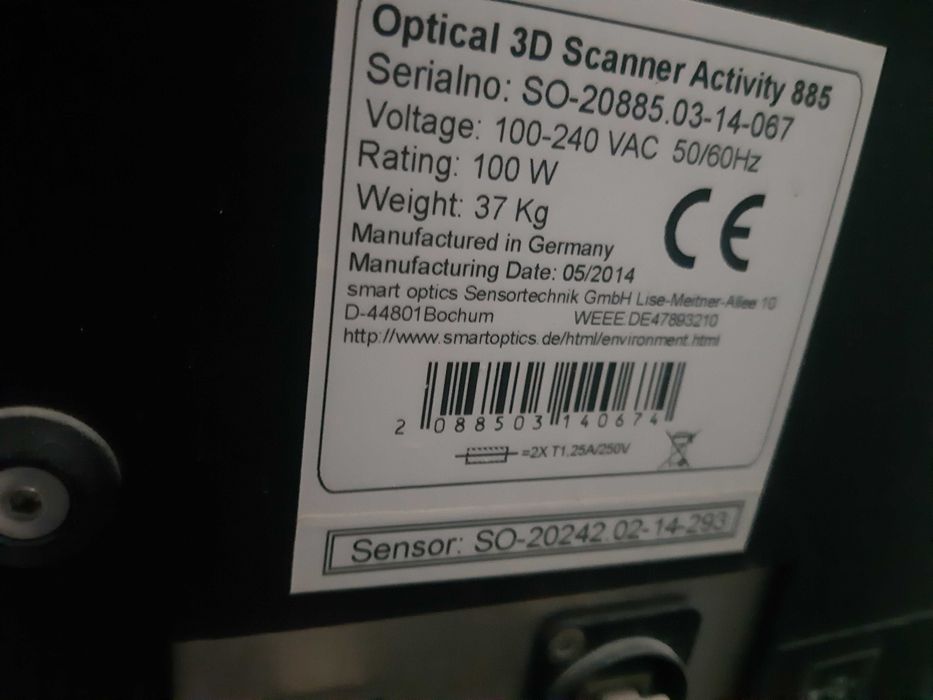 Optical 3D Scanner Activity 885
Serialno: SO-20885.03-14-067
Voltage: 100-240 VAC 50/60Hz
Rating: 100 W
Weight: 37 Kg
CE
Manufactured in Germany
Manufacturing Date: 05/2014
smart optics Sensortechnik GmbH Lise-Meitner-Allee 10
D-44801Bochum WEEE.DE47893210
http://www.smartoptics.de/html/environment.html
2 088503 140674
=2X T1,25A/250V
Sensor: SO-20242.02-14-293